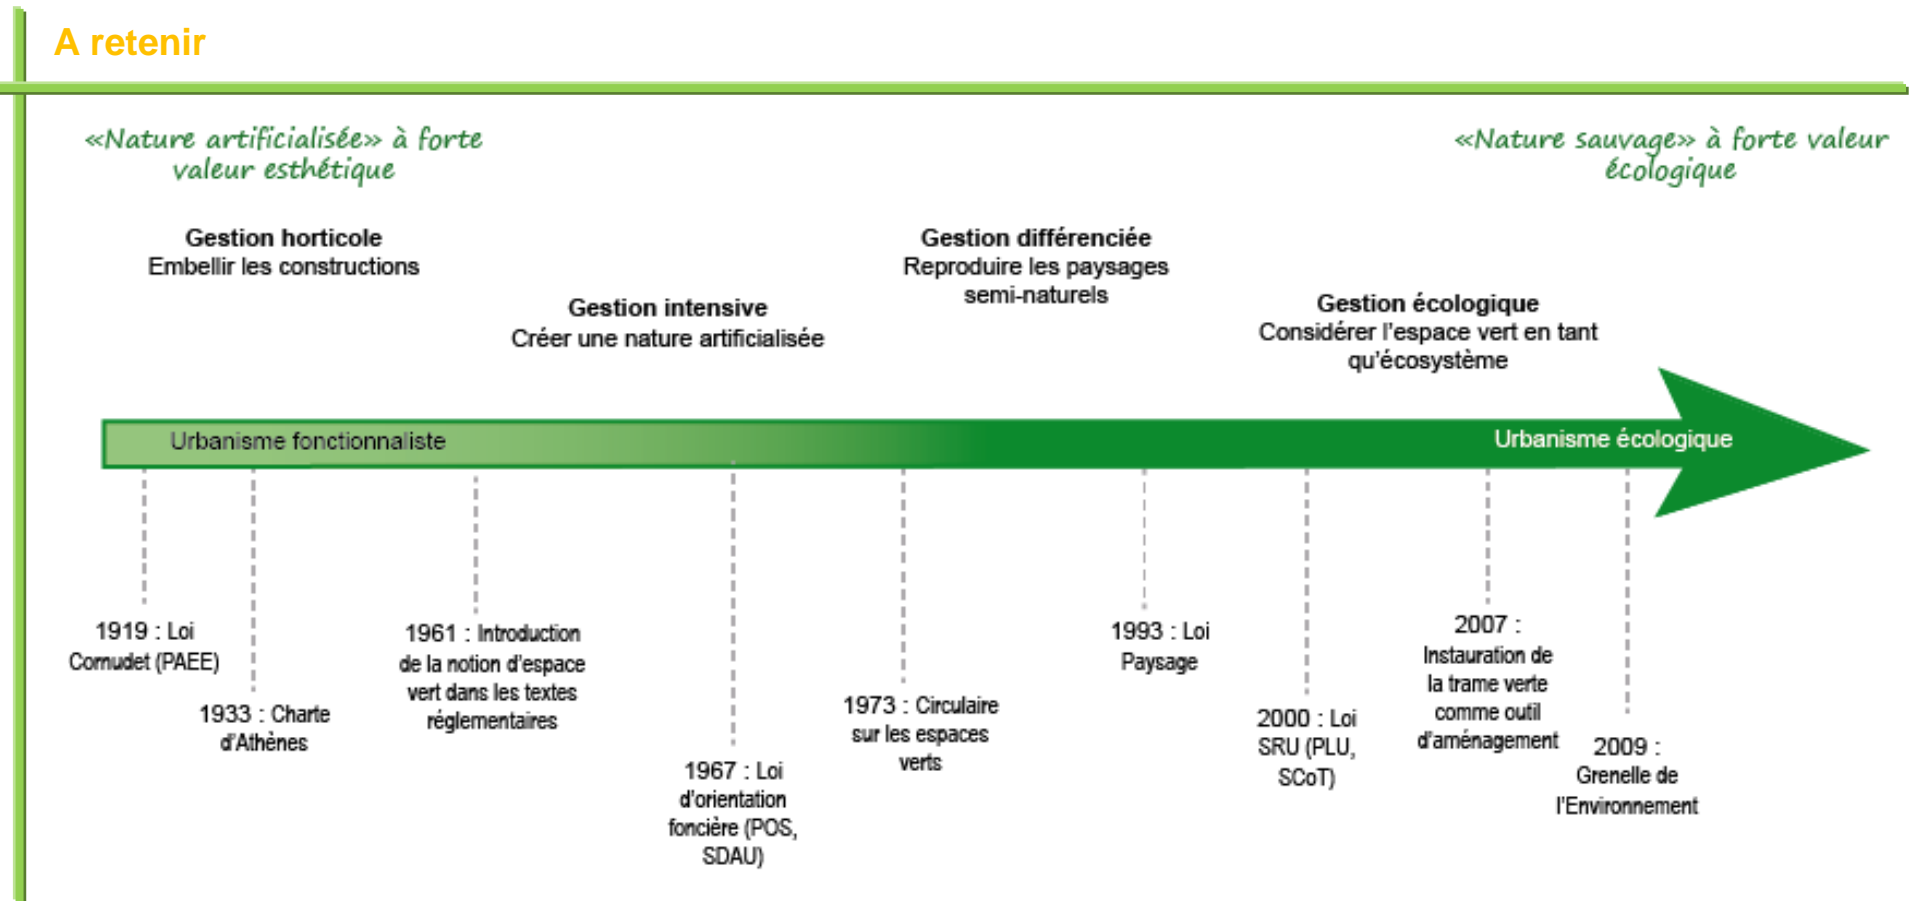 A retenir
«Nature artificialisée» à forte
valeur esthétique
«Nature sauvage» à forte valeur
écologique
Gestion horticole
Embellir les constructions
Gestion intensive
Créer une nature artificialisée
Gestion différenciée
Reproduire les paysages
semi-naturels
Gestion écologique
Considérer l'espace vert en tant
qu'écosystème
Urbanisme fonctionnaliste
Urbanisme écologique
1919 : Loi
Cornudet (PAEE)
1933 : Charte
d'Athènes
1961 : Introduction
de la notion d'espace
vert dans les textes
réglementaires
1967 : Loi
d'orientation
foncière (POS,
SDAU)
1973 : Circulaire
sur les espaces
verts
1993 : Loi
Paysage
2000 : Loi
SRU (PLU,
SCoT)
2007 :
Instauration de
la trame verte
comme outil
d'aménagement
2009 :
Grenelle de
l'Environnement